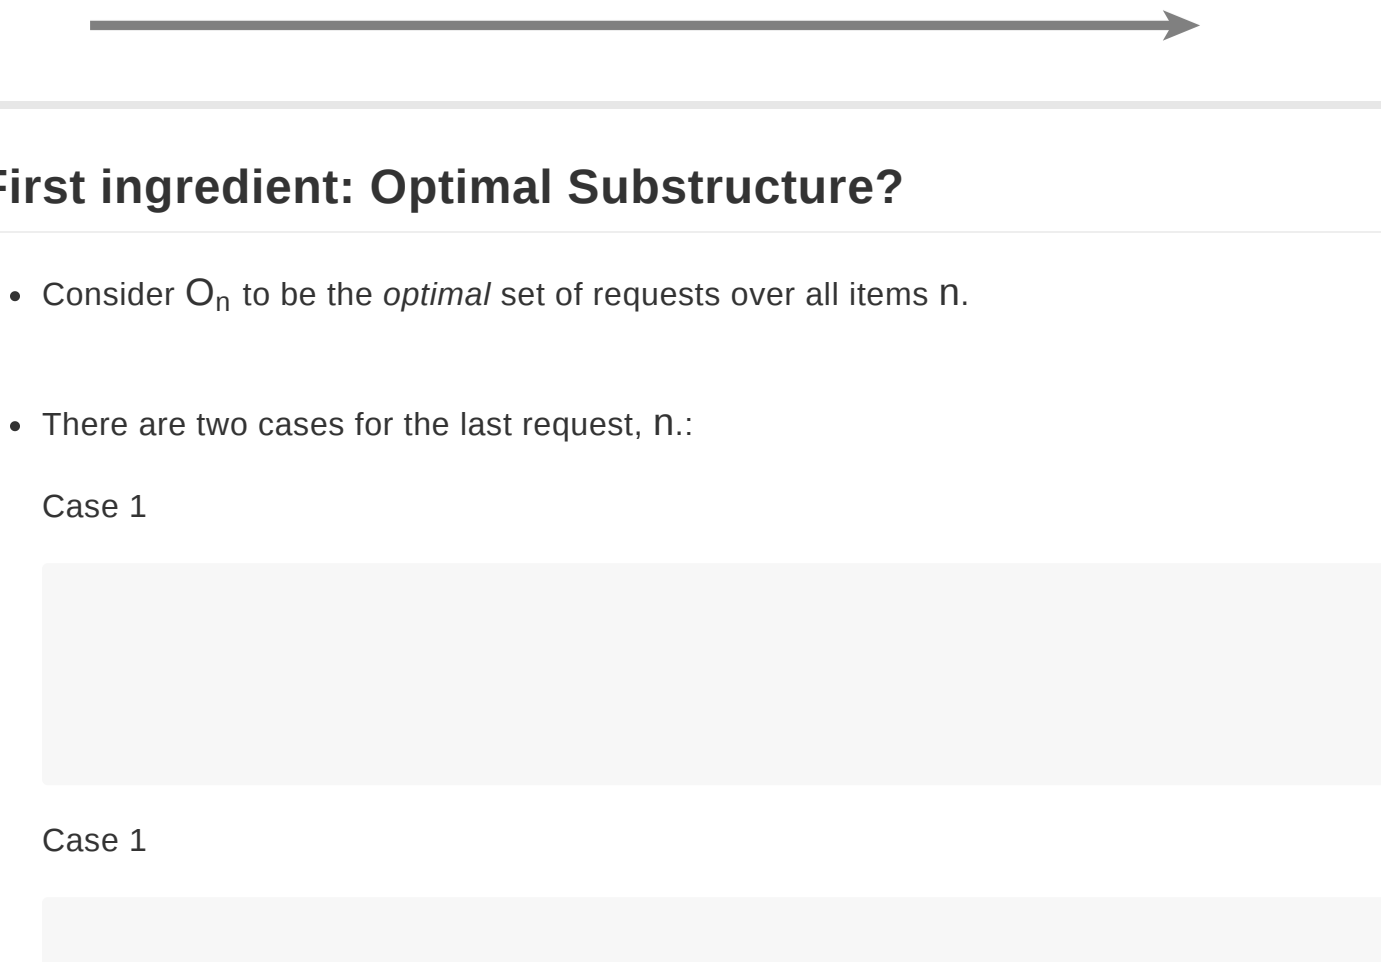 First ingredient: Optimal Substructure?
Consider Oₙ to be the optimal set of requests over all items n.
There are two cases for the last request, n.:
Case 1
Case 1